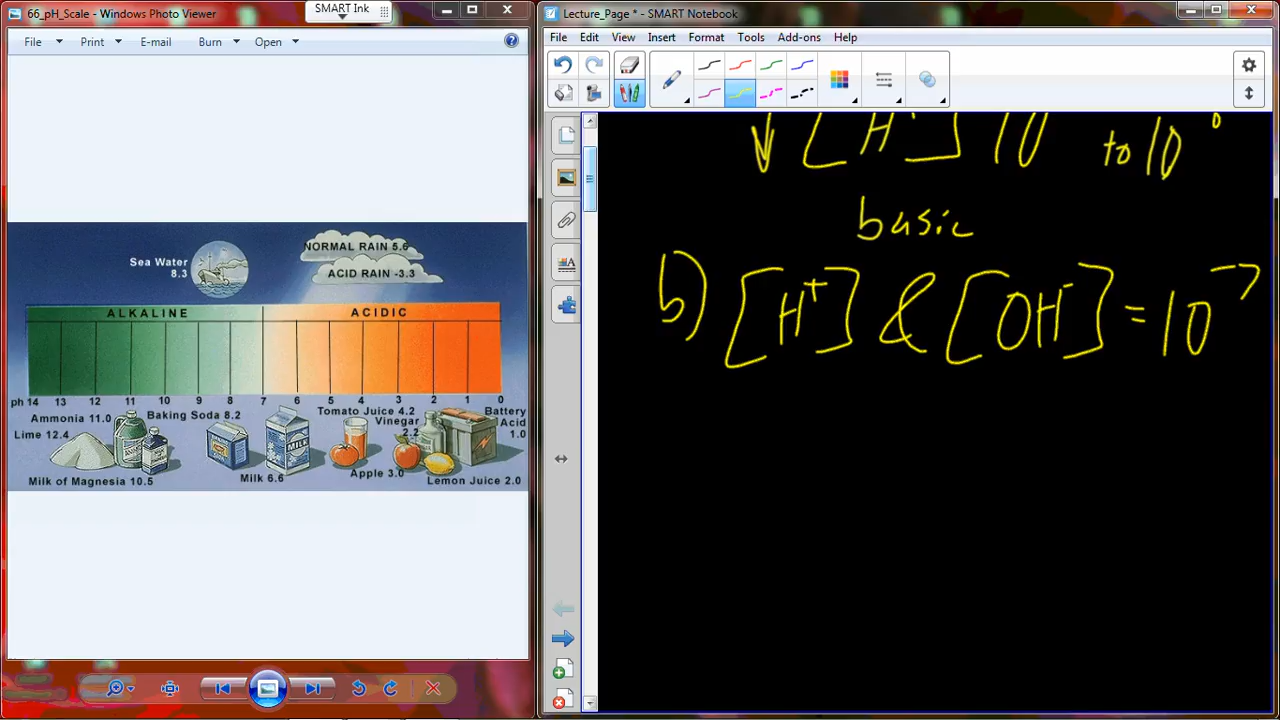 66_pH_Scale - Windows Photo Viewer
SMART Ink
File Print E-mail Burn Open
Sea Water
8.3
NORMAL RAIN 5.6
ACID RAIN -3.3
ALKALINE ACIDIC
ph 14 13 12 11 10 9 8 7 6 5 4 3 2 1 0
Ammonia 11.0
Baking Soda 8.2
Tomato Juice 4.2
Battery
Acid
1.0
Vinegar
2.2
Lime 12.4
MILK
Milk of Magnesia 10.5
Milk 6.6
Apple 3.0
Lemon Juice 2.0
Lecture_Page * - SMART Notebook
File Edit View Insert Format Tools Add-ons Help
[H+] 10 to 10
basic
b) [H+] & [OH-] = 10-7